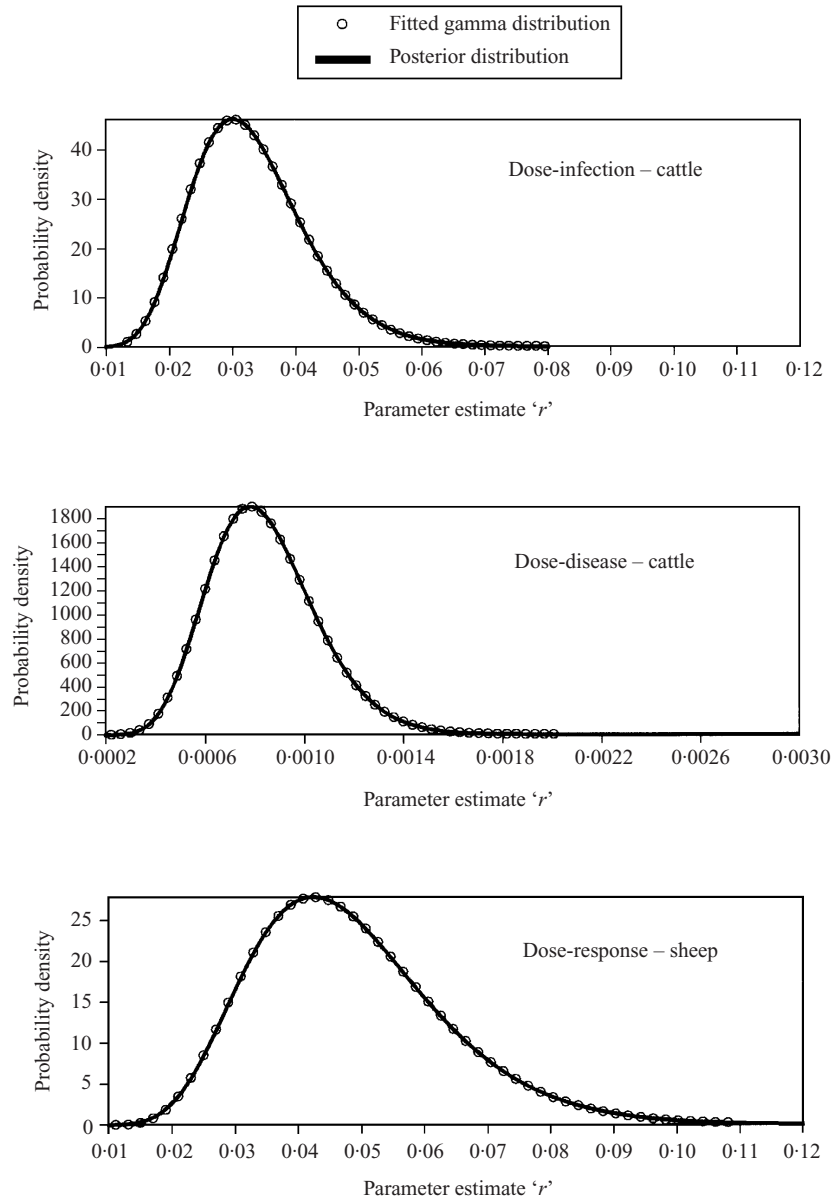 Fitted gamma distribution
Posterior distribution
Dose-infection – cattle
Probability density
40
30
20
10
0
0·01 0·02 0·03 0·04 0·05 0·06 0·07 0·08 0·09 0·10 0·11 0·12
Parameter estimate ‘r’
Dose-disease – cattle
Probability density
1800
1600
1400
1200
1000
800
600
400
200
0
0·0002 0·0006 0·0010 0·0014 0·0018 0·0022 0·0026 0·0030
Parameter estimate ‘r’
Dose-response – sheep
Probability density
25
20
15
10
5
0
0·01 0·02 0·03 0·04 0·05 0·06 0·07 0·08 0·09 0·10 0·11 0·12
Parameter estimate ‘r’